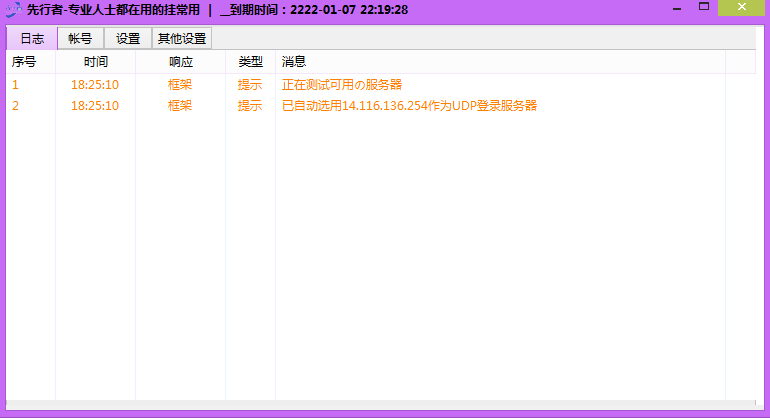 先行者-专业人士都在用的挂常用 | __到期时间：2222-01-07 22:19:28
日志 帐号 设置 其他设置
序号 时间 响应 类型 消息
1 18:25:10 框架 提示 正在测试可用の服务器
2 18:25:10 框架 提示 已自动选用14.116.136.254作为UDP登录服务器